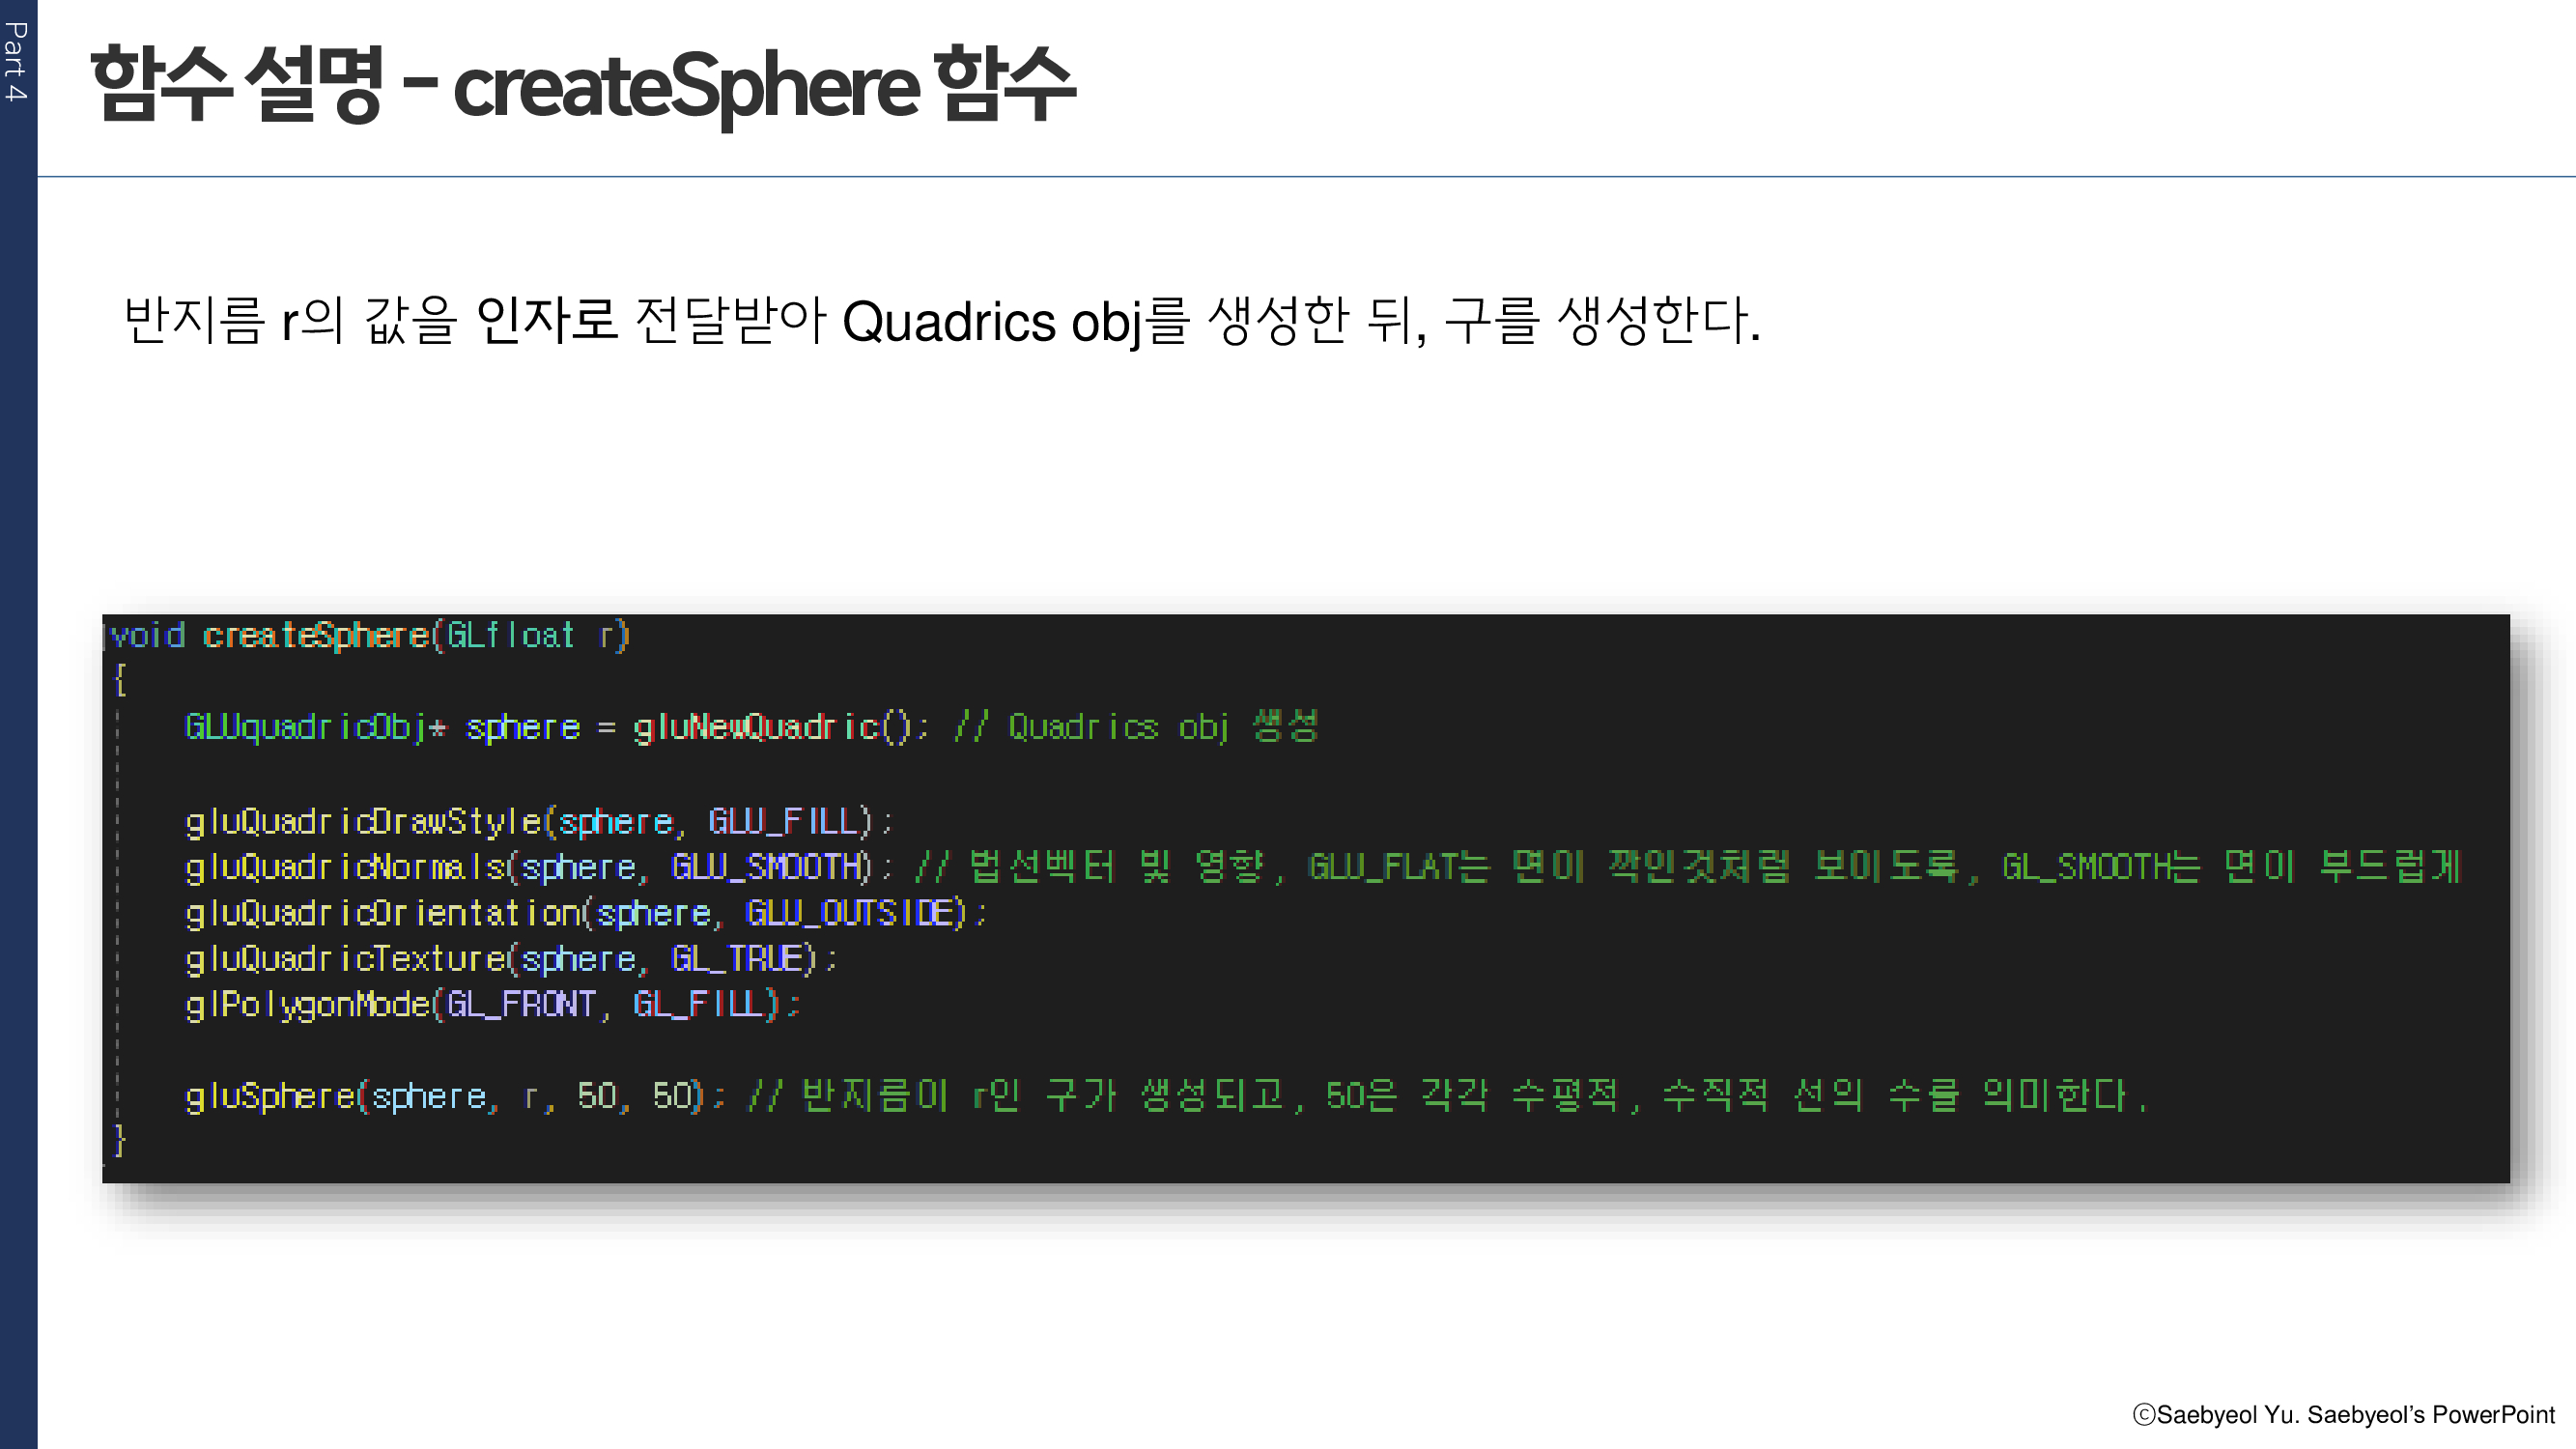 Part 4
함수 설명 - createSphere 함수
반지름 r의 값을 인자로 전달받아 Quadrics obj를 생성한 뒤, 구를 생성한다.
void createSphere(GLfloat r)
{
GLUquadricObj* sphere = gluNewQuadric(); // Quadrics obj 생성
gluQuadricDrawStyle(sphere, GLU_FILL);
gluQuadricNormals(sphere, GLU_SMOOTH); // 법선벡터 빛 영향, GLU_FLAT는 면이 깍인것처럼 보이도록, GL_SMOOTH는 면이 부드럽게
gluQuadricOrientation(sphere, GLU_OUTSIDE);
gluQuadricTexture(sphere, GL_TRUE);
glPolygonMode(GL_FRONT, GL_FILL);
gluSphere(sphere, r, 50, 50); // 반지름이 r인 구가 생성되고, 50은 각각 수평적, 수직적 선의 수를 의미한다.
}
ⓒSaebyeol Yu. Saebyeol’s PowerPoint